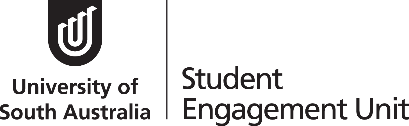 University of
South Australia
Student
Engagement Unit